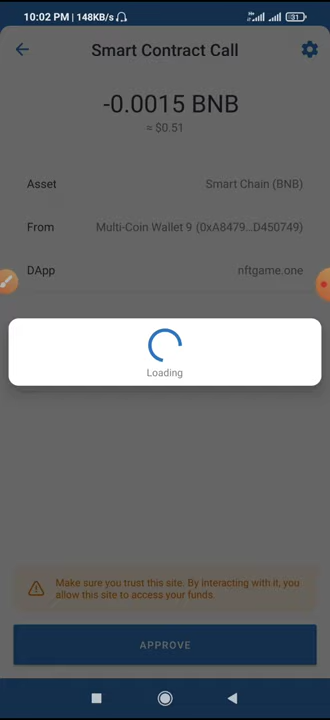 10:02 PM | 148KB/s
31
Smart Contract Call
-0.0015 BNB
≈ $0.51
Asset
Smart Chain (BNB)
From
Multi-Coin Wallet 9 (0xA8479...D450749)
DApp
nftgame.one
Loading
Make sure you trust this site. By interacting with it, you
allow this site to access your funds.
APPROVE